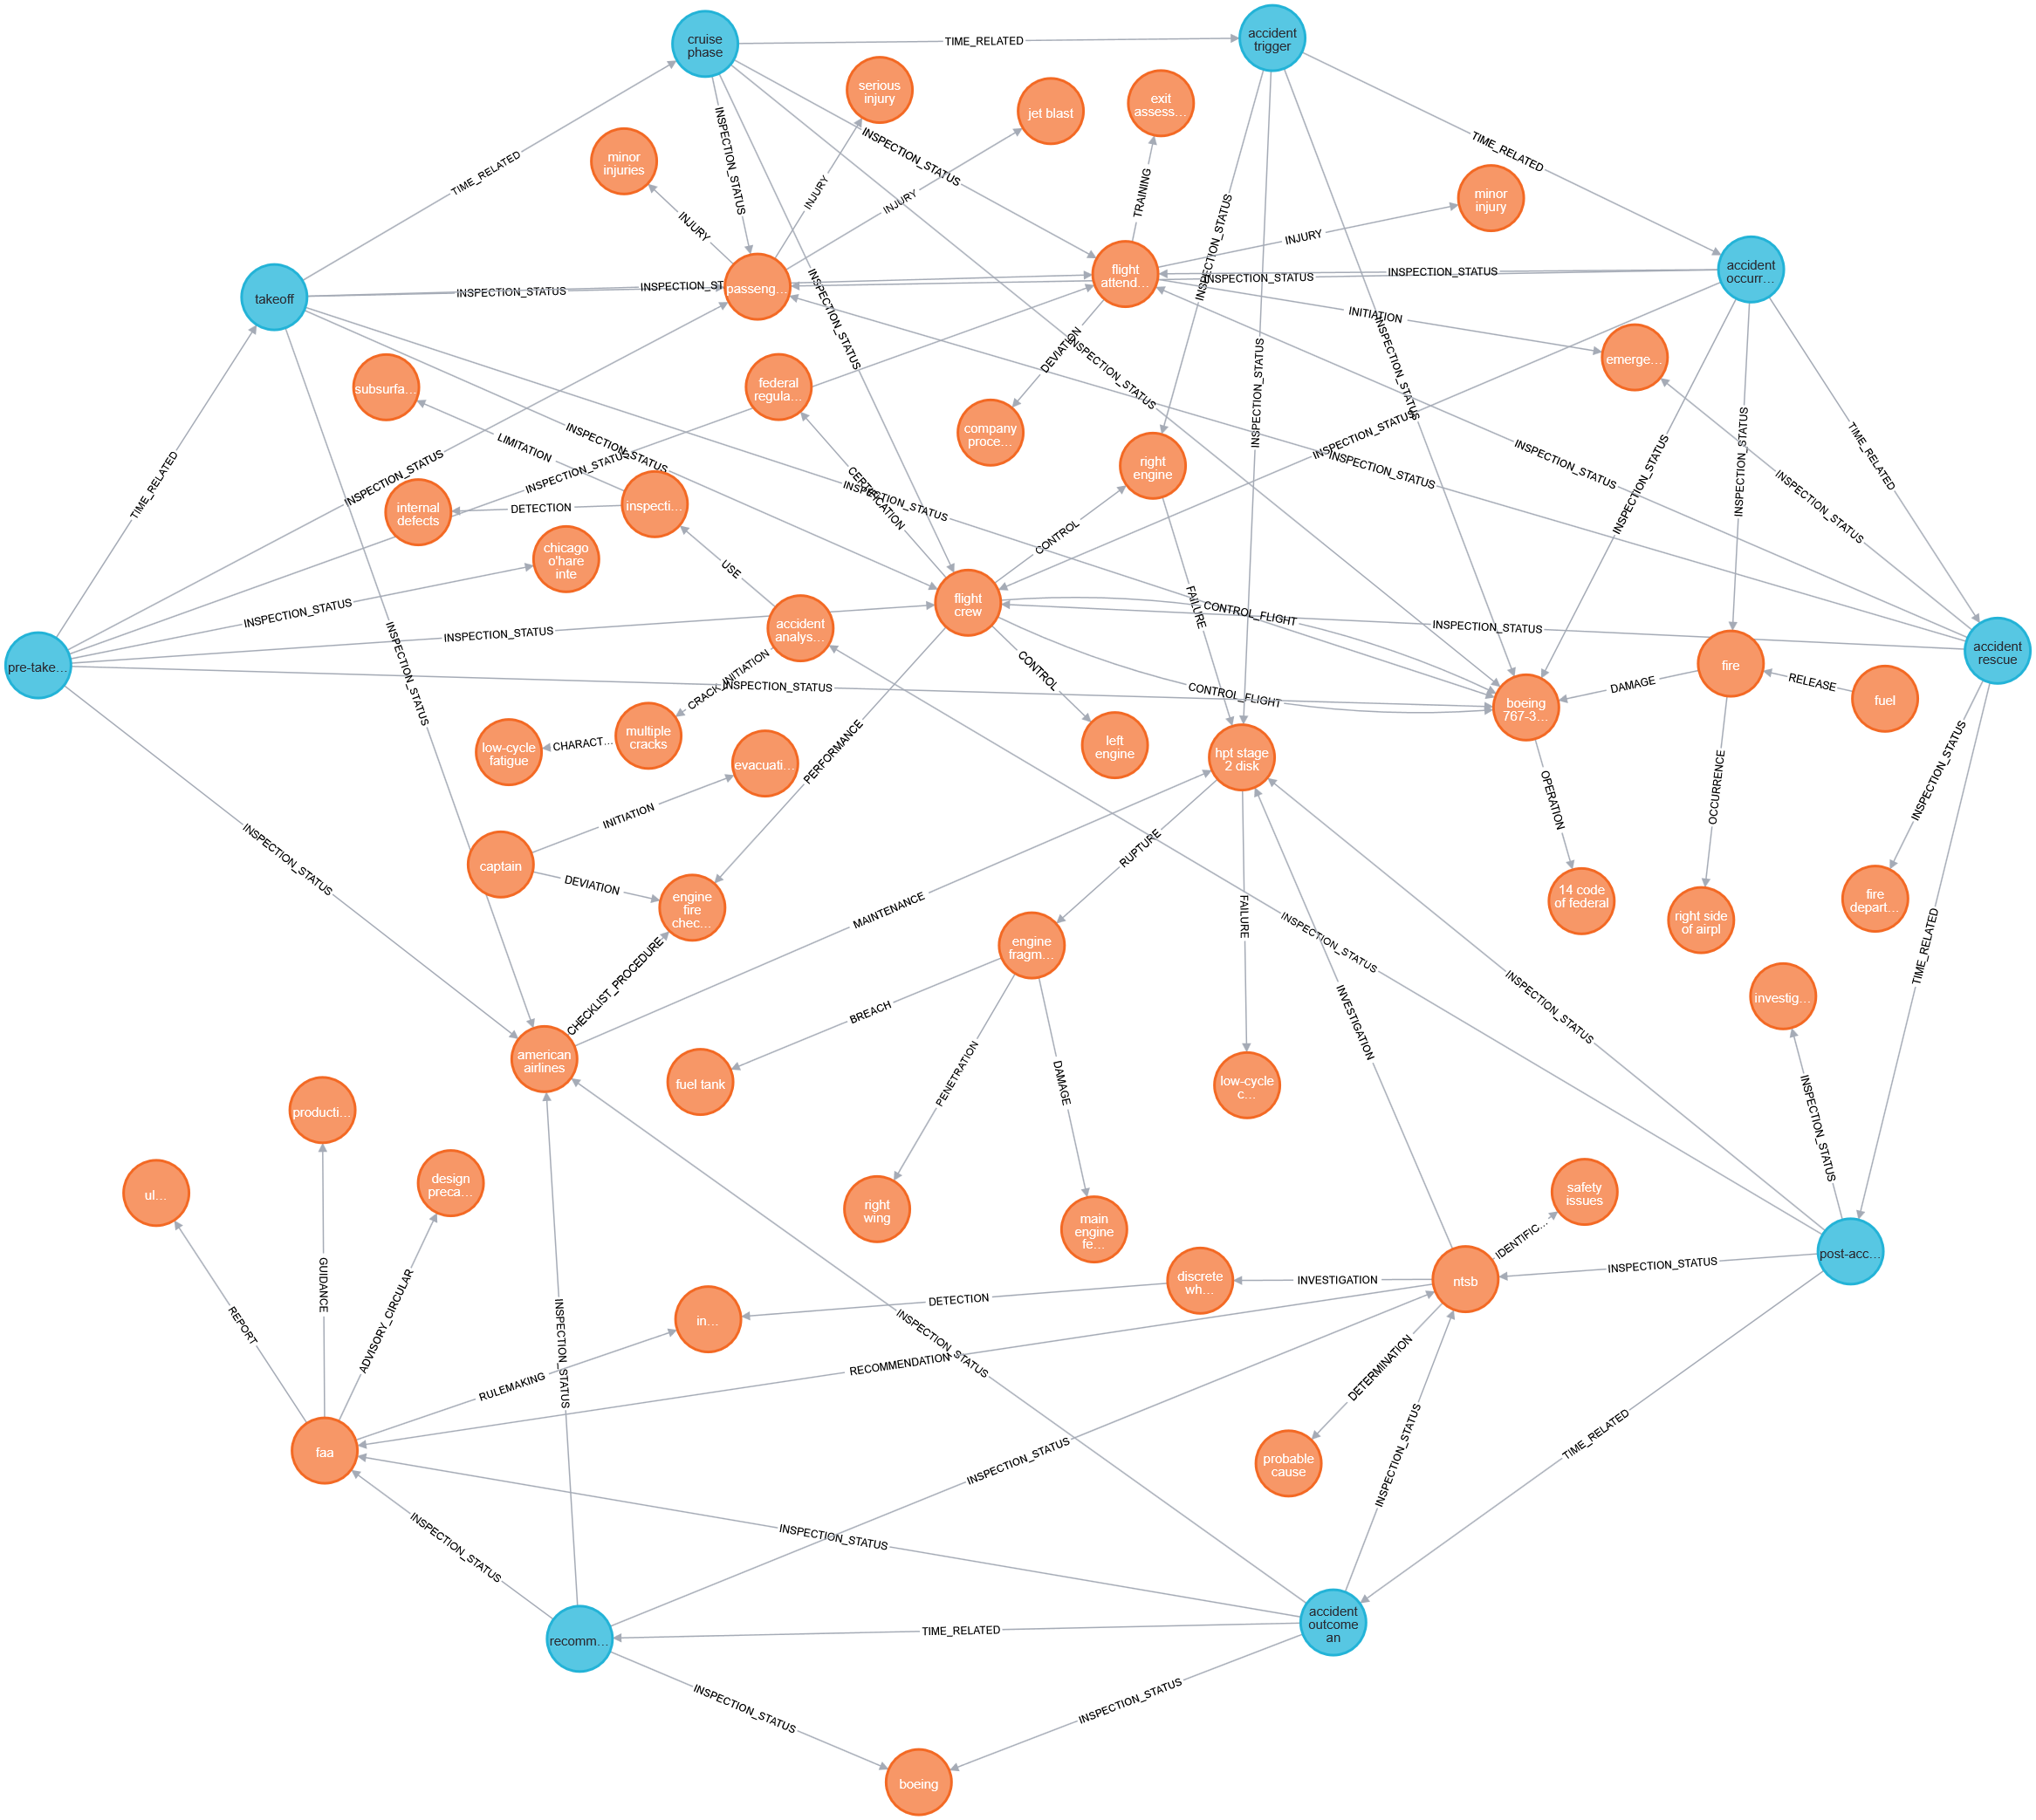 cruise
phase
TIME_RELATED
accident
trigger
serious
injury
jet blast
exit
assess…
minor
injuries
TIME_RELATED
INSPECTION_STATUS
INSPECTION_STATUS
TIME_RELATED
INJURY
INJURY
INJURY
TRAINING
minor
injury
INJURY
INSPECTION_STATUS
takeoff
INSPECTION_STATUS
passeng…
flight
attend…
INSPECTION_STATUS
INSPECTION_STATUS
accident
occurr…
INSPECTION_STATUS
INITIATION
INSPECTION_STATUS
emerge…
subsurfa…
federal
regula…
DEVIATION
INSPECTION_STATUS
INSPECTION_STATUS
company
proce…
INSPECTION_STATUS
INSPECTION_STATUS
LIMITATION
INSPECTION_STATUS
INSPECTION_STATUS
INSPECTION_STATUS
INSPECTION_STATUS
TIME_RELATED
INSPECTION_STATUS
INSPECTION_STATUS
TIME_RELATED
right
engine
internal
defects
DETECTION
inspecti…
CERTIFICATION
INSPECTION_STATUS
INSPECTION_STATUS
chicago
o'hare
inte
USE
CONTROL
FAILURE
INSPECTION_STATUS
INSPECTION_STATUS
accident
analys…
flight
crew
CONTROL_FLIGHT
INSPECTION_STATUS
pre-take…
INSPECTION_STATUS
CRACK_INITIATION
CONTROL
INSPECTION_STATUS
CONTROL_FLIGHT
boeing
767-3…
DAMAGE
fire
RELEASE
fuel
accident
rescue
low-cycle
fatigue
CHARACT…
multiple
cracks
evacuati…
PERFORMANCE
left
engine
hpt stage
2 disk
INSPECTION_STATUS
INITIATION
OPERATION
OCCURRENCE
INSPECTION_STATUS
captain
DEVIATION
engine
fire
chec…
RUPTURE
FAILURE
14 code
of federal
right side
of airpl
fire
depart…
MAINTENANCE
INSPECTION_STATUS
TIME_RELATED
CHECKLIST_PROCEDURE
engine
fragm…
INVESTIGATION
INSPECTION_STATUS
investig…
BREACH
american
airlines
fuel tank
PENETRATION
DAMAGE
low-cycle
c…
INSPECTION_STATUS
producti…
ul…
design
preca…
right
wing
main
engine
fe…
safety
issues
IDENTIFIC…
post-acc…
GUIDANCE
REPORT
ADVISORY_CIRCULAR
INSPECTION_STATUS
in…
DETECTION
discrete
wh…
INVESTIGATION
ntsb
INSPECTION_STATUS
INSPECTION_STATUS
RULEMAKING
RECOMMENDATION
DETERMINATION
faa
INSPECTION_STATUS
probable
cause
INSPECTION_STATUS
TIME_RELATED
INSPECTION_STATUS
INSPECTION_STATUS
recomm…
TIME_RELATED
accident
outcome
an
INSPECTION_STATUS
INSPECTION_STATUS
boeing